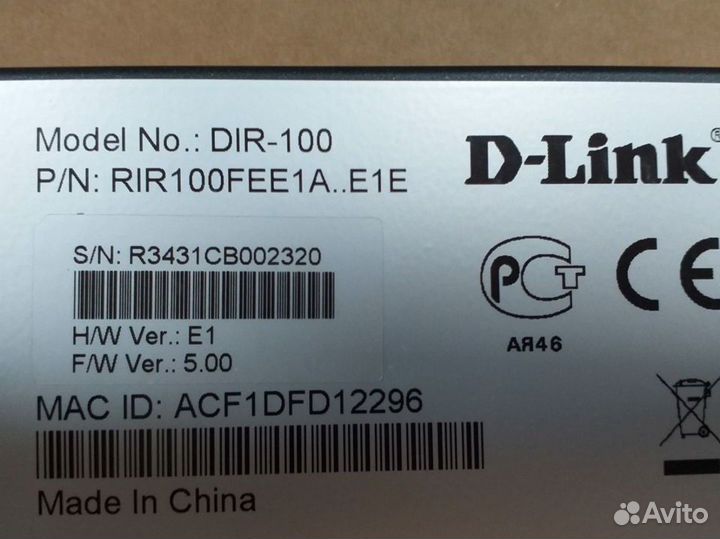 Model No.: DIR-100
P/N: RIR100FEE1A..E1E
D-Link®
S/N: R3431CB002320
H/W Ver.: E1
F/W Ver.: 5.00
РСТ
АЯ46
CE
MAC ID: ACF1DFD12296
Made In China
Avito